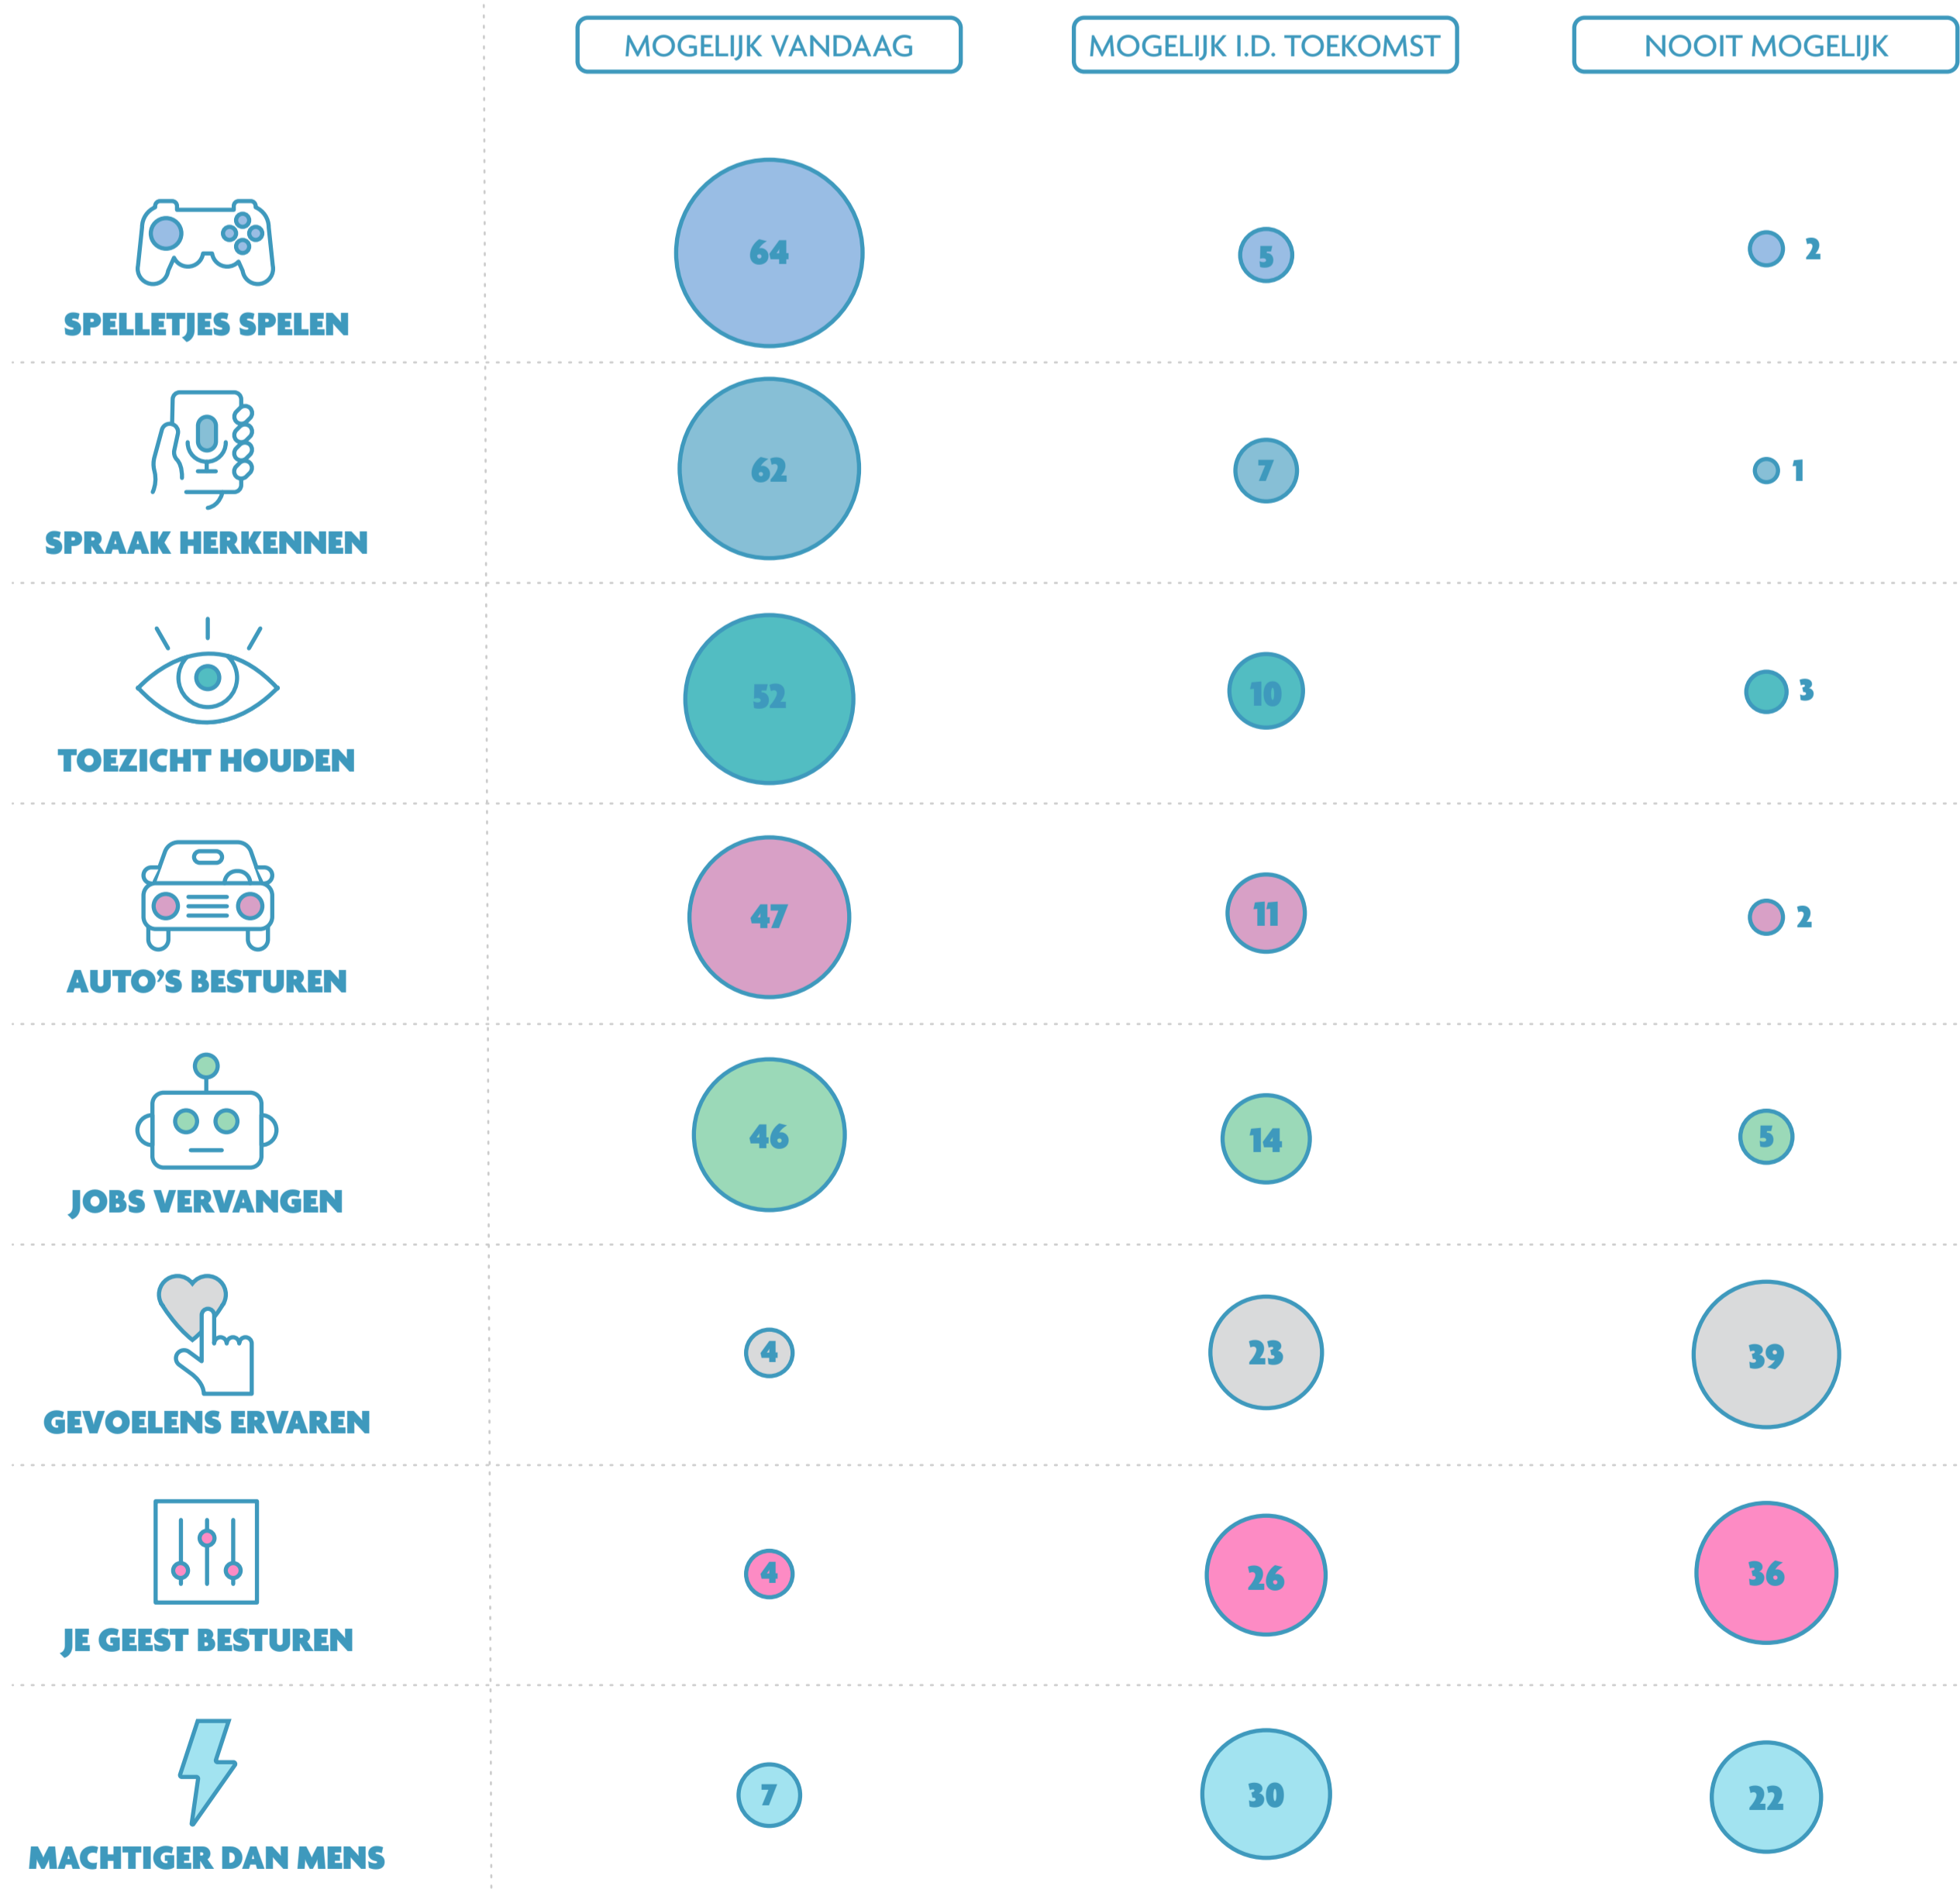 MOGELIJK VANDAAG
MOGELIJK I.D. TOEKOMST
NOOIT MOGELIJK
64
5
2
SPELLETJES SPELEN
62
7
1
SPRAAK HERKENNEN
52
10
3
TOEZICHT HOUDEN
47
11
2
AUTO'S BESTUREN
46
14
5
JOBS VERVANGEN
4
23
39
GEVOELENS ERVAREN
4
26
36
JE GEEST BESTUREN
7
30
22
MACHTIGER DAN MENS